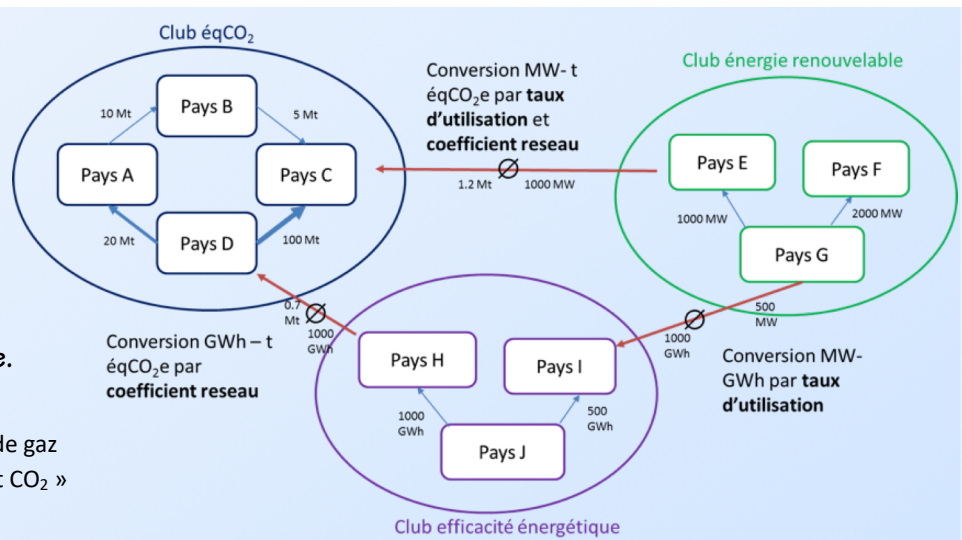 Club éqCO₂
Club énergie renouvelable
Conversion MW- t
éqCO₂e par taux
d'utilisation et
coefficient reseau
Pays B
10 Mt
5 Mt
Pays A
Pays C
Pays E
Pays F
1.2 Mt
1000 MW
1000 MW
2000 MW
20 Mt
Pays D
100 Mt
Pays G
0.7
Mt
1000
GWh
500
MW
1000
GWh
Conversion GWh – t
éqCO₂e par
coefficient reseau
Pays H
Pays I
Conversion MW-
GWh par taux
d'utilisation
e.
1000
GWh
500
GWh
Pays J
de gaz
t CO₂ »
Club efficacité énergétique